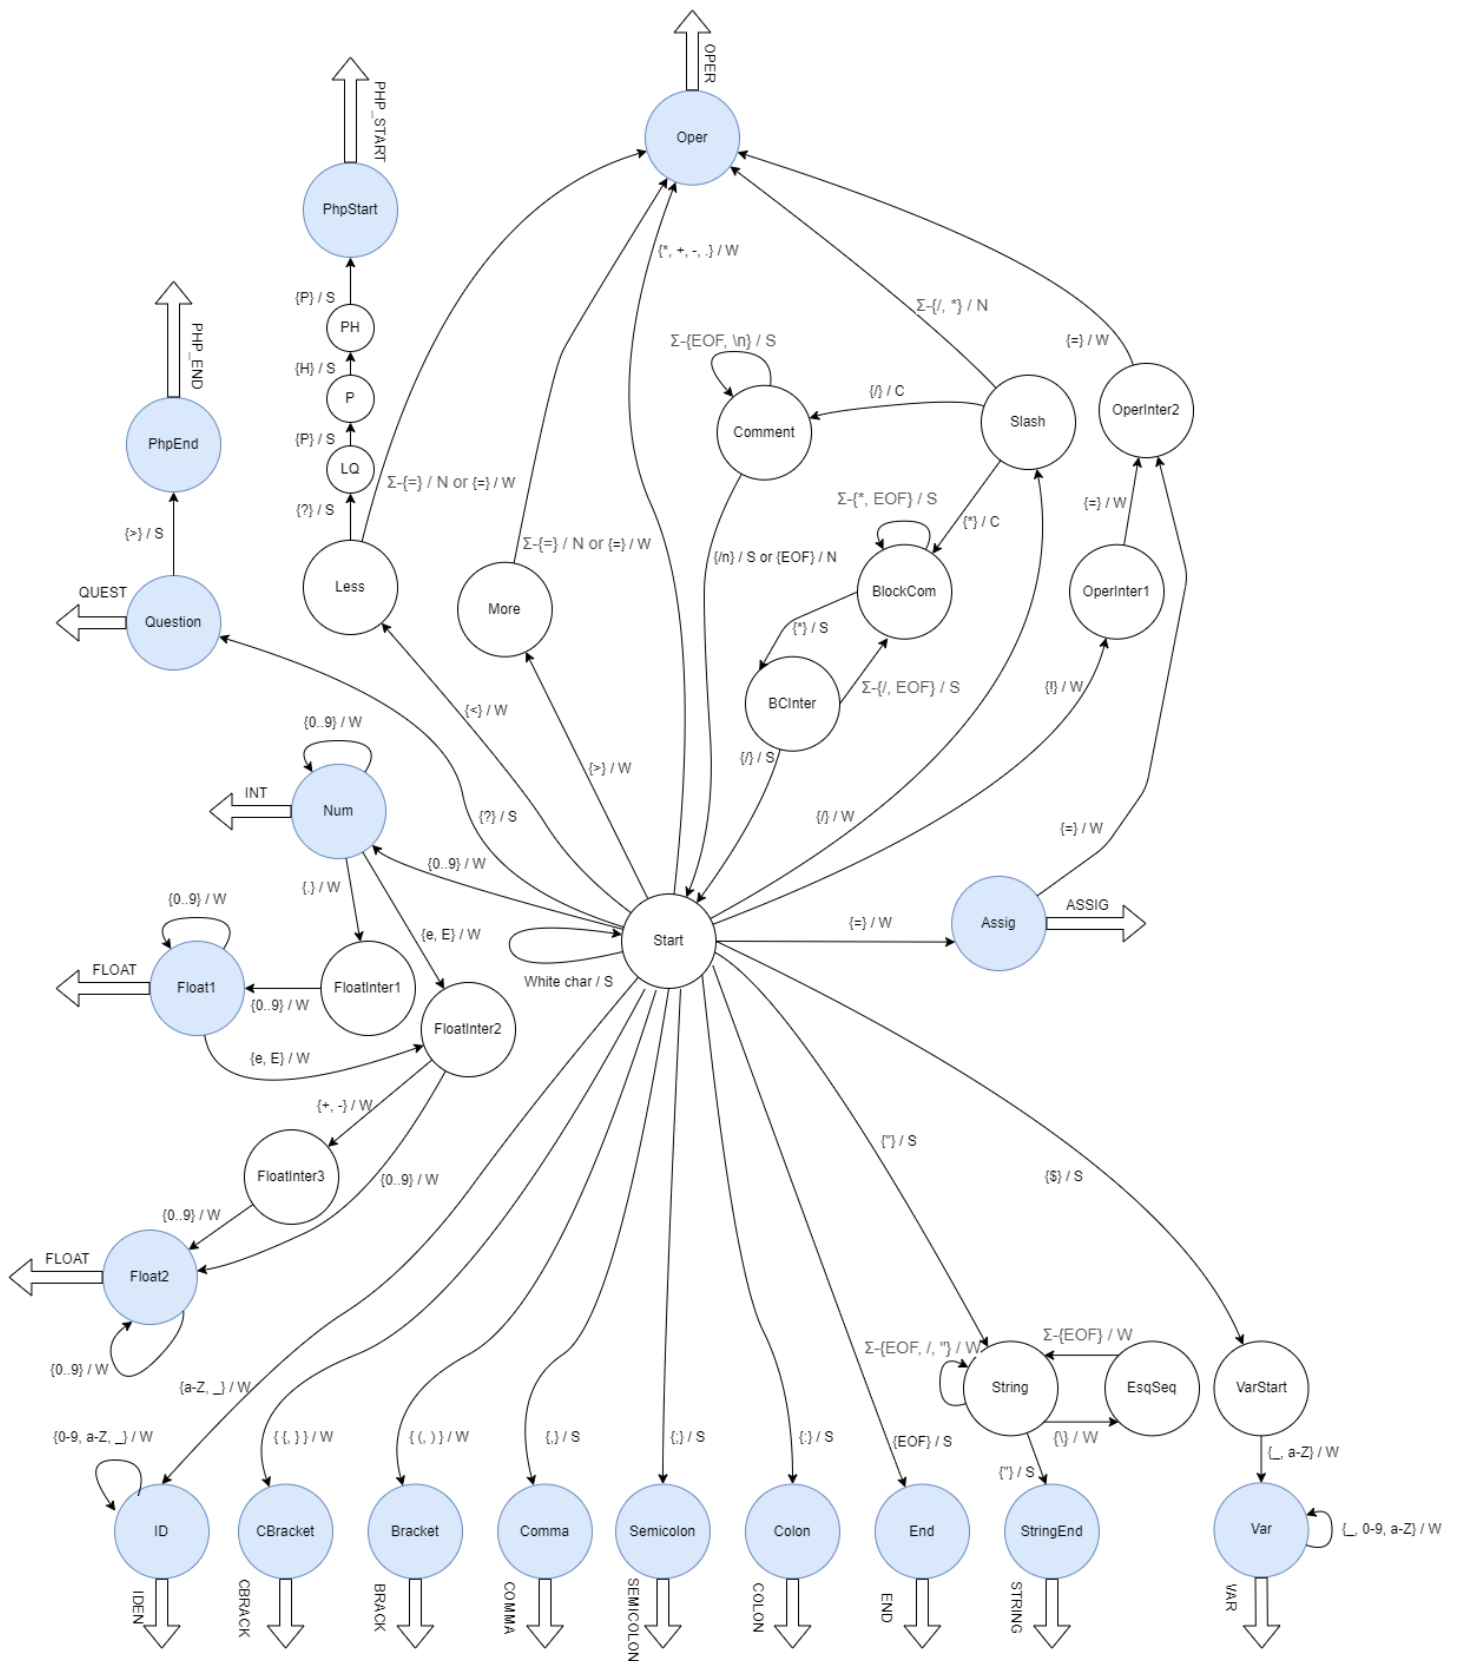 OPER
Oper
PHP_START
PhpStart
{*, +, -, .} / W
PHP_END
{P} / S
PH
Σ-{/, *} / N
{=} / W
Σ-{EOF, \n} / S
{H} / S
P
{/} / C
OperInter2
Slash
Comment
PhpEnd
{P} / S
LQ
Σ-{=} / N or {=} / W
Σ-{*, EOF} / S
{=} / W
{?} / S
{*} / C
{>} / S
Σ-{=} / N or {=} / W
{/n} / S or {EOF} / N
Less
BlockCom
OperInter1
QUEST
More
Question
{*} / S
Σ-{/, EOF} / S
{!} / W
BCInter
{<} / W
{0..9} / W
{/} / S
{>} / W
INT
Num
{?} / S
{/} / W
{=} / W
{0..9} / W
{.} / W
{0..9} / W
ASSIG
{=} / W
Assig
{e, E} / W
Start
FLOAT
White char / S
Float1
FloatInter1
{0..9} / W
FloatInter2
{e, E} / W
{+, -} / W
{"} / S
FloatInter3
{0..9} / W
{$} / S
{0..9} / W
FLOAT
Float2
Σ-{EOF, /, "} / W
Σ-{EOF} / W
{0..9} / W
{a-Z, _} / W
String
EsqSeq
VarStart
{0-9, a-Z, _} / W
{ {, } } / W
{ (, ) } / W
{,} / S
{;} / S
{:} / S
{EOF} / S
{\} / W
{_, a-Z} / W
{"} / S
ID
CBracket
Bracket
Comma
Semicolon
Colon
End
StringEnd
Var
{_, 0-9, a-Z} / W
IDEN
CBRACK
BRACK
COMMA
SEMICOLON
COLON
END
STRING
VAR